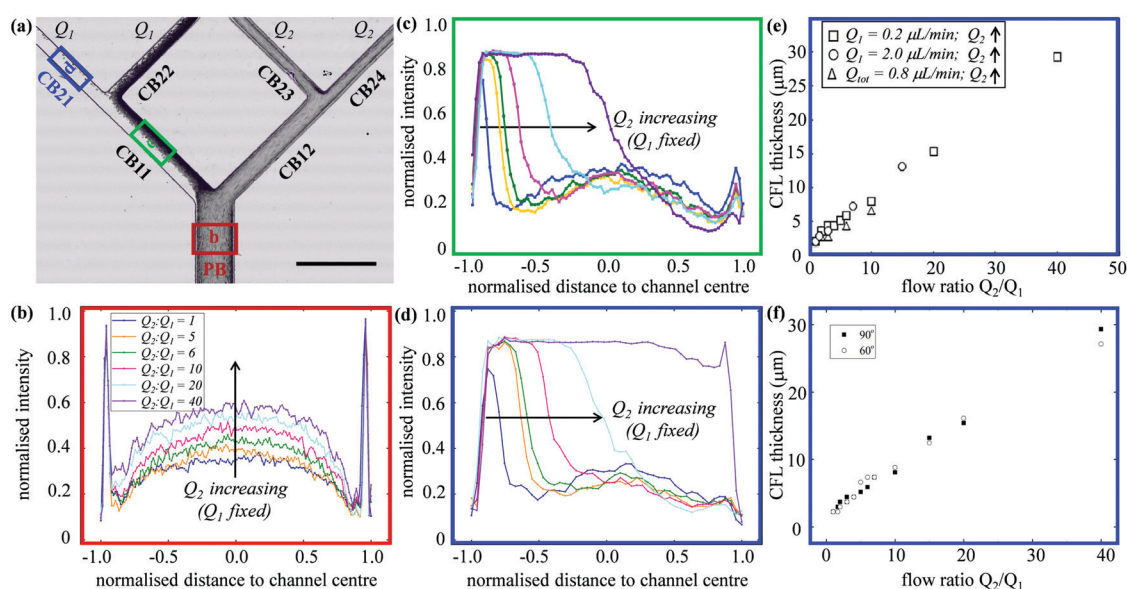 (a)
Q1
Q1
Q2
Q2
a
CB21
CB22
CB23
CB24
c
CB11
CB12
b
PB
(b)
Q2:Q1 = 1
Q2:Q1 = 5
Q2:Q1 = 6
Q2:Q1 = 10
Q2:Q1 = 20
Q2:Q1 = 40
Q2 increasing
(Q1 fixed)
normalised intensity
1.0
0.8
0.6
0.4
0.2
0
-1.0
-0.5
0.0
0.5
1.0
normalised distance to channel centre
(c)
Q2 increasing
(Q1 fixed)
normalised intensity
1.0
0.8
0.6
0.4
0.2
0
-1.0
-0.5
0.0
0.5
1.0
normalised distance to channel centre
(d)
Q2 increasing
(Q1 fixed)
normalised intensity
1.0
0.8
0.6
0.4
0.2
0
-1.0
-0.5
0.0
0.5
1.0
normalised distance to channel centre
(e)
Q1 = 0.2 μL/min; Q2
Q1 = 2.0 μL/min; Q2
Qtot = 0.8 μL/min; Q2
CFL thickness (μm)
30
20
10
5
0
0
10
20
30
40
50
flow ratio Q2/Q1
(f)
90°
60°
CFL thickness (μm)
30
20
10
0
0
10
20
30
40
flow ratio Q2/Q1